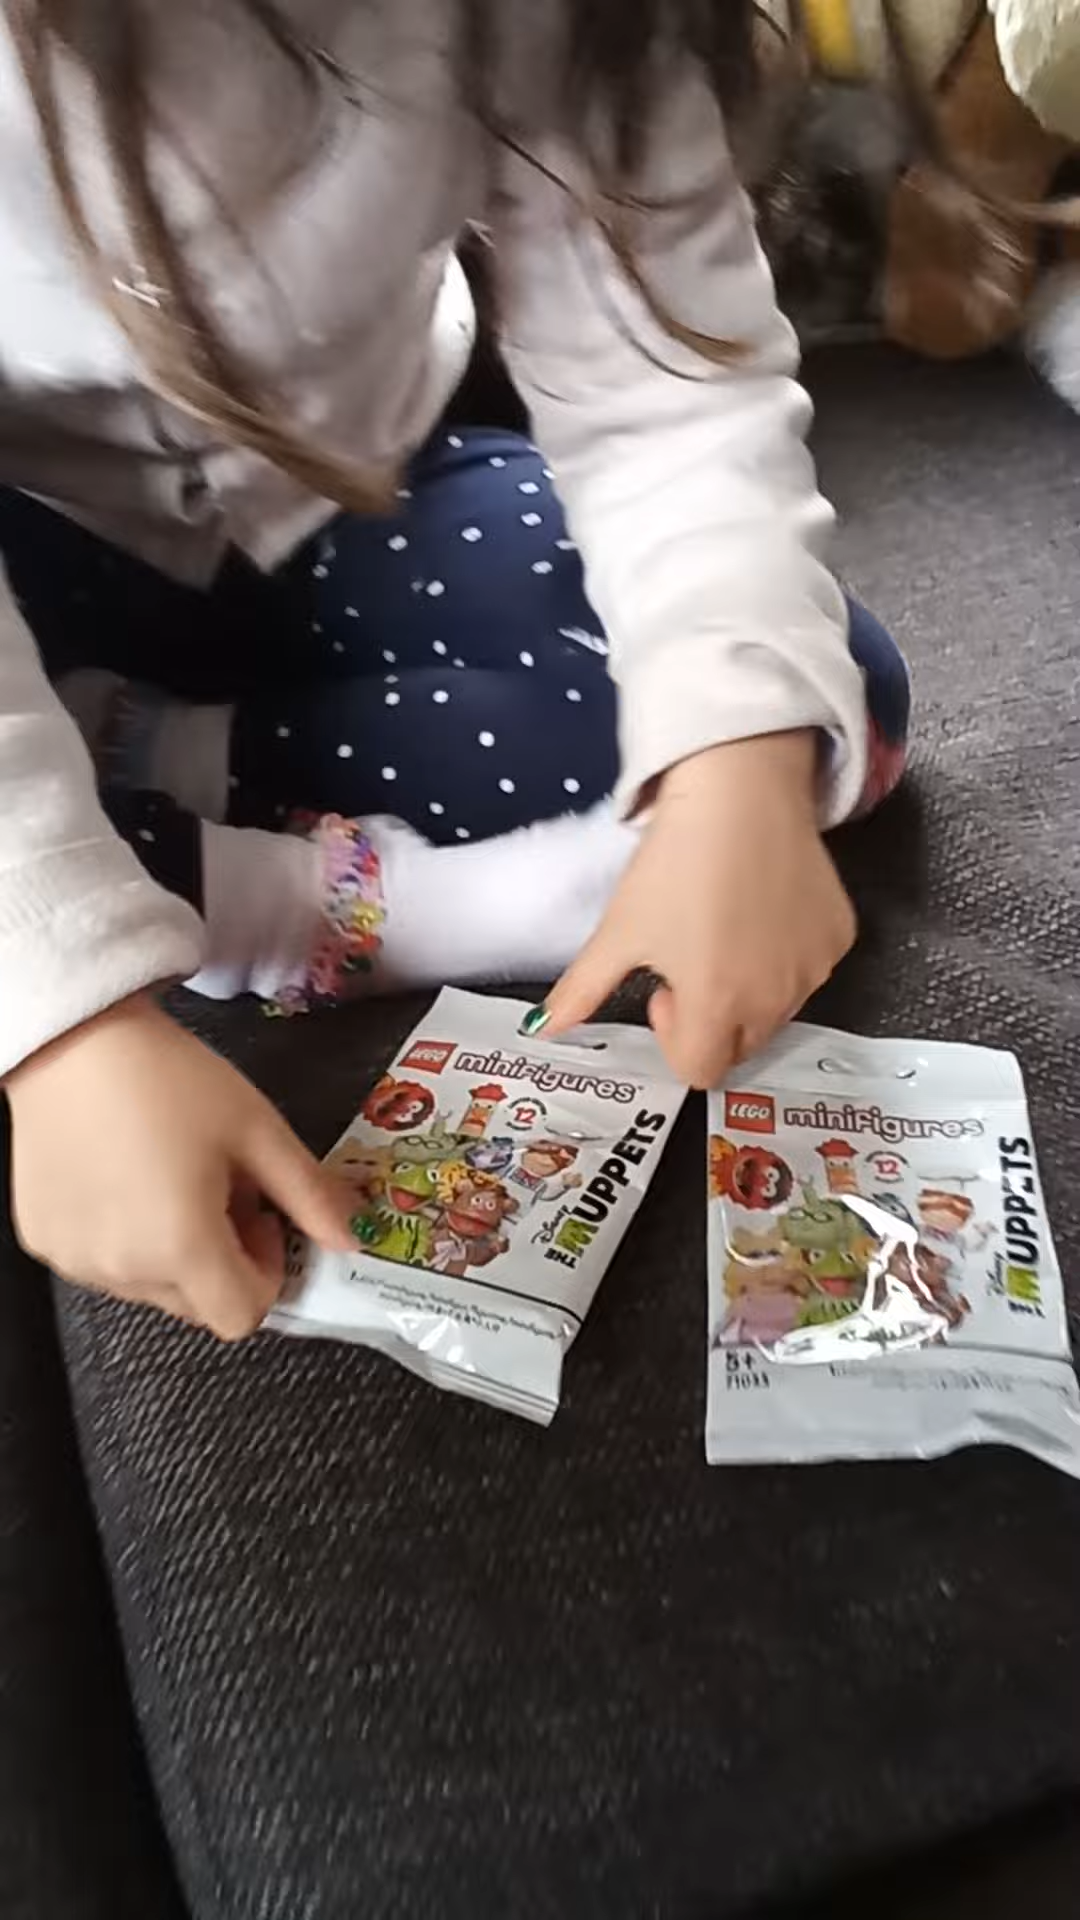 LEGO minifigures
12
Disney
THE MUPPETS
LEGO minifigures
12
Disney
THE MUPPETS
5+
71033